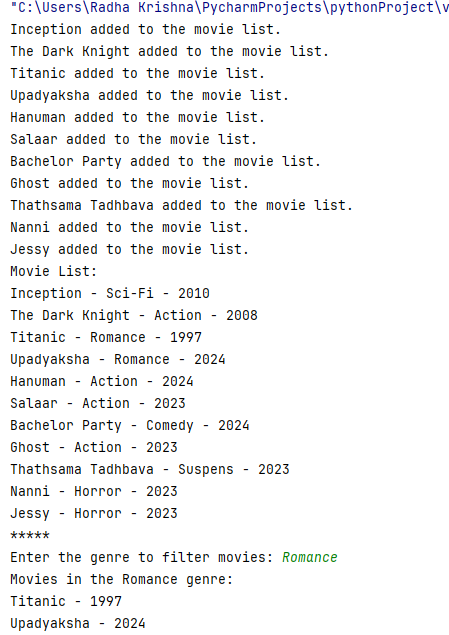 "C:\Users\Radha Krishna\PycharmProjects\pythonProject\v
Inception added to the movie list.
The Dark Knight added to the movie list.
Titanic added to the movie list.
Upadyaksha added to the movie list.
Hanuman added to the movie list.
Salaar added to the movie list.
Bachelor Party added to the movie list.
Ghost added to the movie list.
Thathsama Tadhbava added to the movie list.
Nanni added to the movie list.
Jessy added to the movie list.
Movie List:
Inception - Sci-Fi - 2010
The Dark Knight - Action - 2008
Titanic - Romance - 1997
Upadyaksha - Romance - 2024
Hanuman - Action - 2024
Salaar - Action - 2023
Bachelor Party - Comedy - 2024
Ghost - Action - 2023
Thathsama Tadhbava - Suspens - 2023
Nanni - Horror - 2023
Jessy - Horror - 2023
*****
Enter the genre to filter movies: Romance
Movies in the Romance genre:
Titanic - 1997
Upadyaksha - 2024